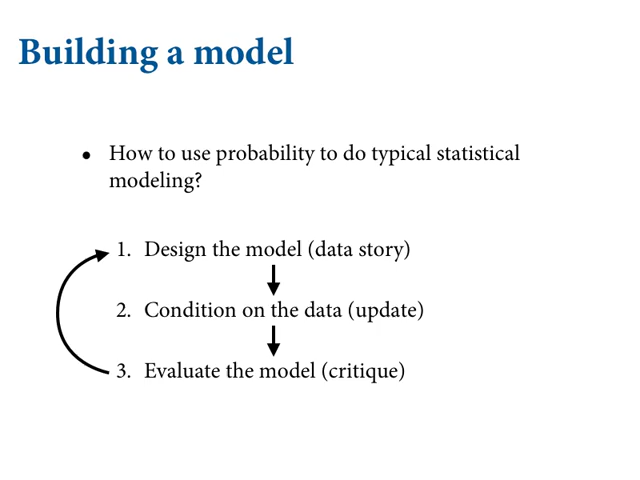 Building a model
• How to use probability to do typical statistical
modeling?
1. Design the model (data story)
2. Condition on the data (update)
3. Evaluate the model (critique)